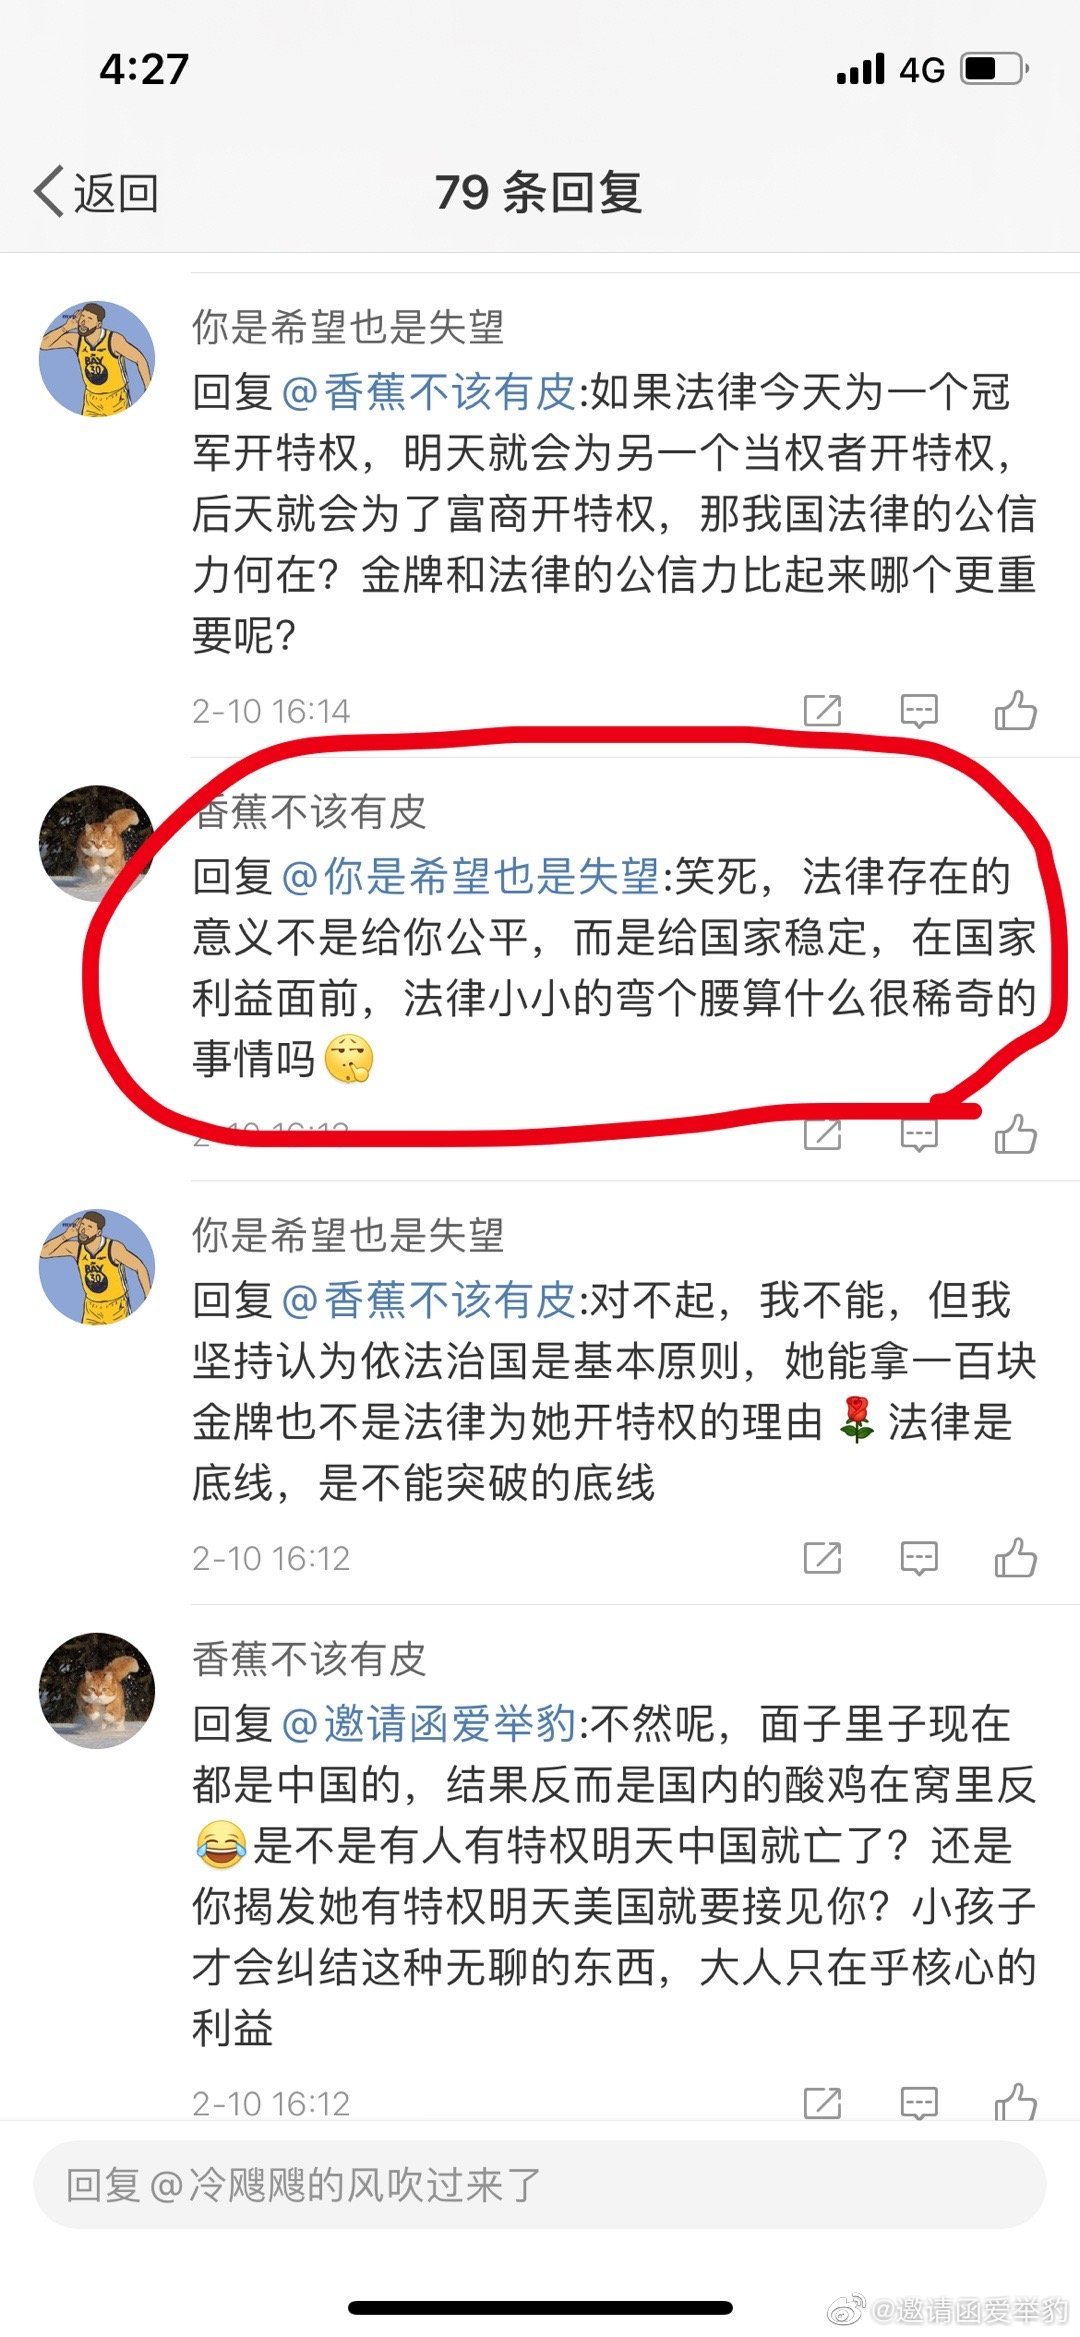 4:27
4G
返回
79 条回复
你是希望也是失望
回复@香蕉不该有皮:如果法律今天为一个冠
军开特权，明天就会为另一个当权者开特权，
后天就会为了富商开特权，那我国法律的公信
力何在？金牌和法律的公信力比起来哪个更重
要呢？
2-10 16:14
香蕉不该有皮
回复@你是希望也是失望:笑死，法律存在的
意义不是给你公平，而是给国家稳定，在国家
利益面前，法律小小的弯个腰算什么很稀奇的
事情吗
你是希望也是失望
回复@香蕉不该有皮:对不起，我不能，但我
坚持认为依法治国是基本原则，她能拿一百块
金牌也不是法律为她开特权的理由🌹法律是
底线，是不能突破的底线
2-10 16:12
香蕉不该有皮
回复@邀请函爱举豹:不然呢，面子里子现在
都是中国的，结果反而是国内的酸鸡在窝里反
😂是不是有人有特权明天中国就亡了？还是
你揭发她有特权明天美国就要接见你？小孩子
才会纠结这种无聊的东西，大人只在乎核心的
利益
2-10 16:12
回复@冷飕飕的风吹过来了
@邀请函爱举豹